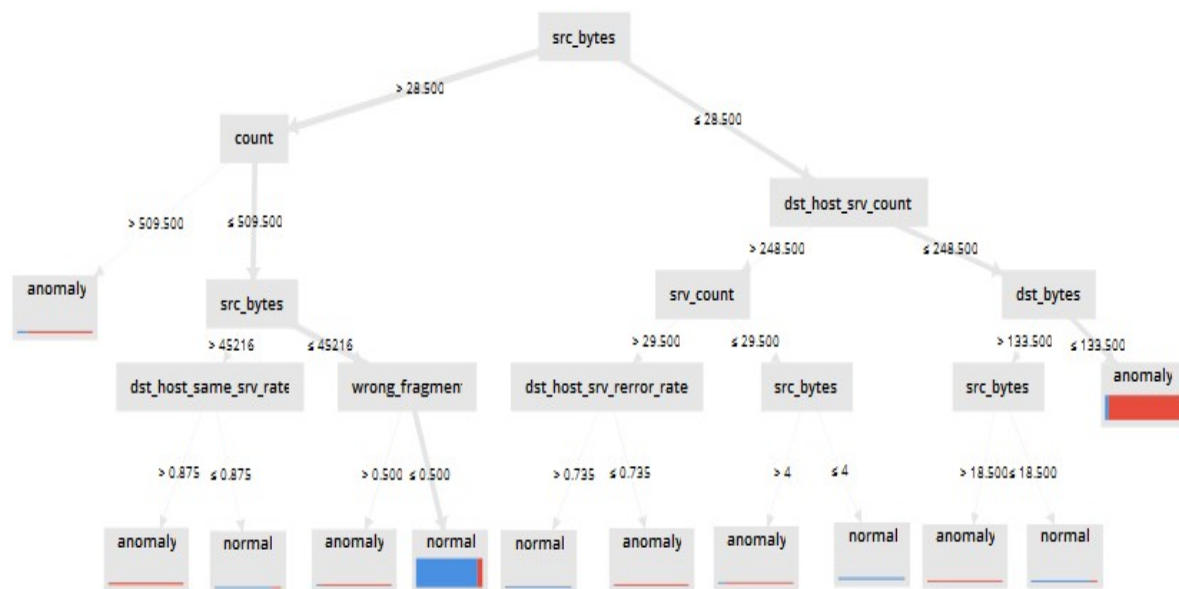 src_bytes
> 28.500
≤ 28.500
count
dst_host_srv_count
> 509.500
≤ 509.500
> 248.500
≤ 248.500
anomaly
src_bytes
srv_count
dst_bytes
> 45216
≤ 45216
> 29.500
≤ 29.500
> 133.500
≤ 133.500
dst_host_same_srv_rate
wrong_fragment
dst_host_srv_rerror_rate
src_bytes
src_bytes
anomaly
> 0.875
≤ 0.875
> 0.500
≤ 0.500
> 0.735
≤ 0.735
> 4
≤ 4
> 18.500
≤ 18.500
anomaly
normal
anomaly
normal
normal
anomaly
anomaly
normal
anomaly
normal